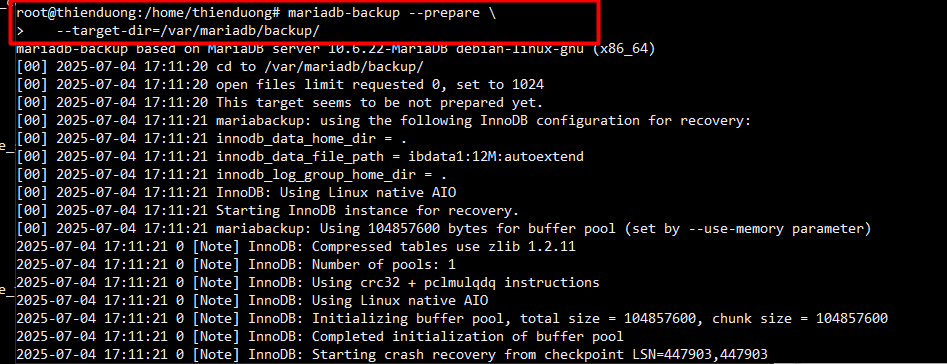 root@thienduong:/home/thienduong# mariadb-backup --prepare \
>    --target-dir=/var/mariadb/backup/
mariadb-backup based on MariaDB server 10.6.22-MariaDB debian-linux-gnu (x86_64)
[00] 2025-07-04 17:11:20 cd to /var/mariadb/backup/
[00] 2025-07-04 17:11:20 open files limit requested 0, set to 1024
[00] 2025-07-04 17:11:20 This target seems to be not prepared yet.
[00] 2025-07-04 17:11:21 mariabackup: using the following InnoDB configuration for recovery:
[00] 2025-07-04 17:11:21 innodb_data_home_dir = .
[00] 2025-07-04 17:11:21 innodb_data_file_path = ibdata1:12M:autoextend
[00] 2025-07-04 17:11:21 innodb_log_group_home_dir = .
[00] 2025-07-04 17:11:21 InnoDB: Using Linux native AIO
[00] 2025-07-04 17:11:21 Starting InnoDB instance for recovery.
[00] 2025-07-04 17:11:21 mariabackup: Using 104857600 bytes for buffer pool (set by --use-memory parameter)
2025-07-04 17:11:21 0 [Note] InnoDB: Compressed tables use zlib 1.2.11
2025-07-04 17:11:21 0 [Note] InnoDB: Number of pools: 1
2025-07-04 17:11:21 0 [Note] InnoDB: Using crc32 + pclmulqdq instructions
2025-07-04 17:11:21 0 [Note] InnoDB: Using Linux native AIO
2025-07-04 17:11:21 0 [Note] InnoDB: Initializing buffer pool, total size = 104857600, chunk size = 104857600
2025-07-04 17:11:21 0 [Note] InnoDB: Completed initialization of buffer pool
2025-07-04 17:11:21 0 [Note] InnoDB: Starting crash recovery from checkpoint LSN=447903,447903